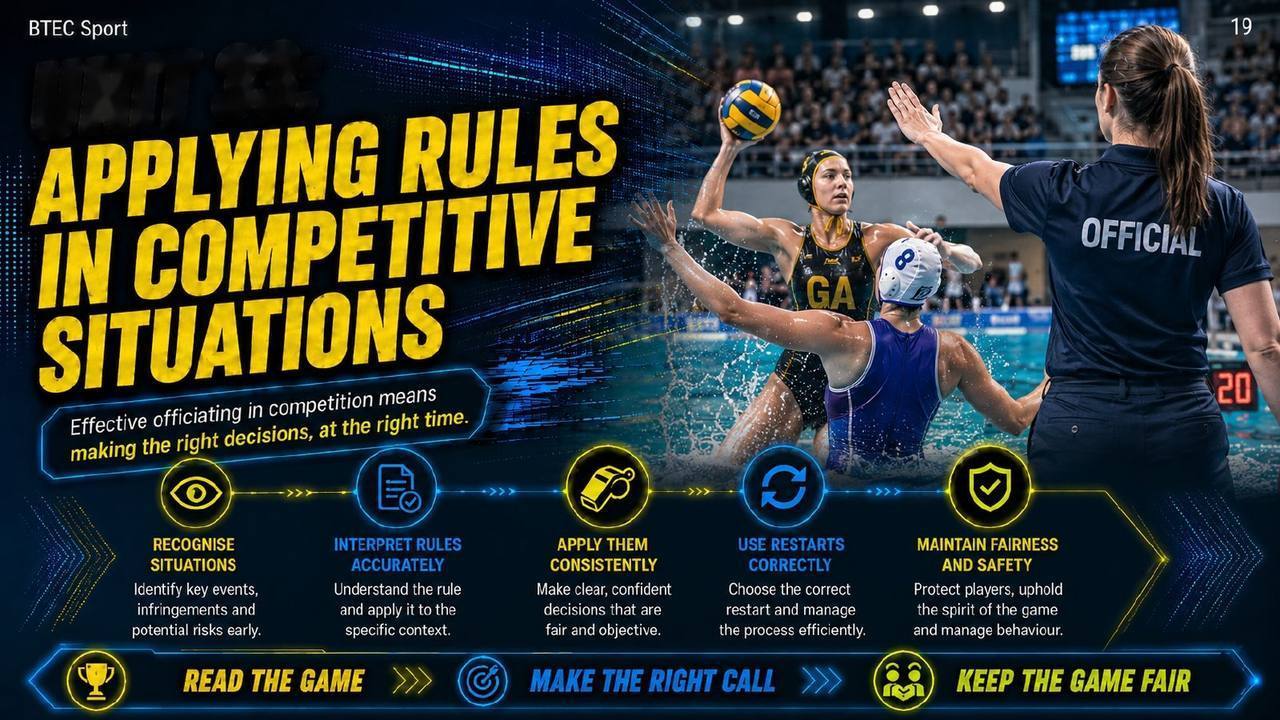 BTEC Sport
19
APPLYING RULES
IN COMPETITIVE
SITUATIONS
Effective officiating in competition means
making the right decisions, at the right time.
GA
8
OFFICIAL
20
RECOGNISE
SITUATIONS
Identify key events,
infringements and
potential risks early.
INTERPRET RULES
ACCURATELY
Understand the rule
and apply it to the
specific context.
APPLY THEM
CONSISTENTLY
Make clear, confident
decisions that are
fair and objective.
USE RESTARTS
CORRECTLY
Choose the correct
restart and manage
the process efficiently.
MAINTAIN FAIRNESS
AND SAFETY
Protect players, uphold
the spirit of the game
and manage behaviour.
READ THE GAME
MAKE THE RIGHT CALL
KEEP THE GAME FAIR